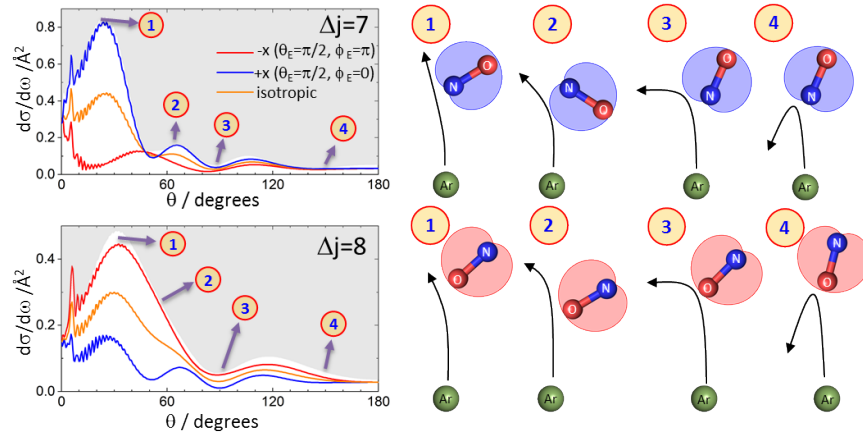 Δj=7
-x (θE=π/2, ϕE=π)
+x (θE=π/2, ϕE=0)
isotropic
1
2
3
4
dσ/dω /Å²
0.8
0.6
0.4
0.2
0.0
0
60
120
180
θ / degrees
Δj=8
1
2
3
4
dσ/dω /Å²
0.4
0.2
0.0
0
60
120
180
θ / degrees
1
2
3
4
N
O
N
O
N
O
N
O
Ar
Ar
Ar
Ar
1
2
3
4
O
N
O
N
O
N
O
N
Ar
Ar
Ar
Ar